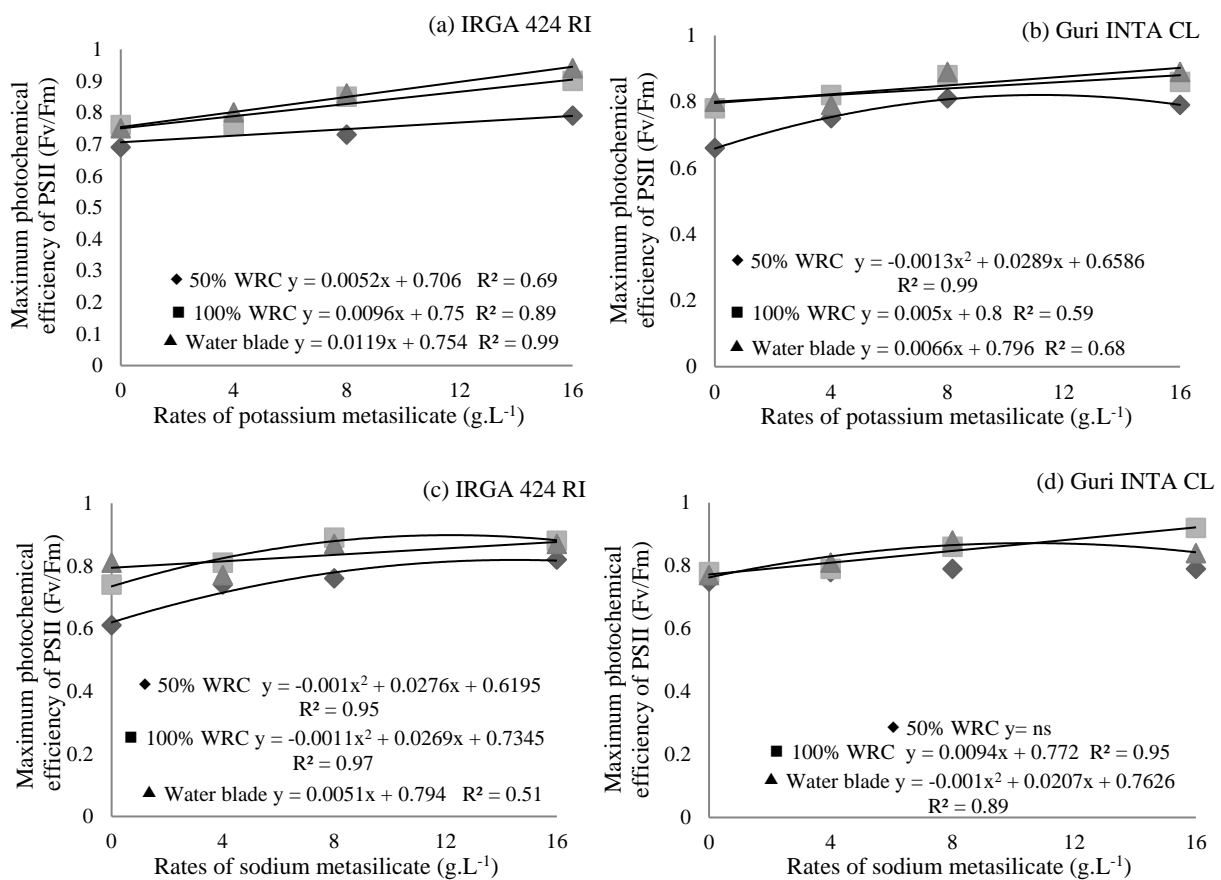 (a) IRGA 424 RI
Maximum photochemical
efficiency of PSII (Fv/Fm)
1
0.9
0.8
0.7
0.6
0.5
0.4
0.3
0.2
0.1
0
50% WRC y = 0.0052x + 0.706 R² = 0.69
100% WRC y = 0.0096x + 0.75 R² = 0.89
Water blade y = 0.0119x + 0.754 R² = 0.99
0 4 8 12 16
Rates of potassium metasilicate (g.L⁻¹)
(b) Guri INTA CL
Maximum photochemical
efficiency of PSII (Fv/Fm)
1
0.8
0.6
0.4
0.2
0
50% WRC y = -0.0013x² + 0.0289x + 0.6586
R² = 0.99
100% WRC y = 0.005x + 0.8 R² = 0.59
Water blade y = 0.0066x + 0.796 R² = 0.68
0 4 8 12 16
Rates of potassium metasilicate (g.L⁻¹)
(c) IRGA 424 RI
Maximum photochemical
efficiency of PSII (Fv/Fm)
1
0.8
0.6
0.4
0.2
0
50% WRC y = -0.001x² + 0.0276x + 0.6195
R² = 0.95
100% WRC y = -0.0011x² + 0.0269x + 0.7345
R² = 0.97
Water blade y = 0.0051x + 0.794 R² = 0.51
0 4 8 12 16
Rates of sodium metasilicate (g.L⁻¹)
(d) Guri INTA CL
Maximum photochemical
efficiency of PSII (Fv/Fm)
1
0.8
0.6
0.4
0.2
0
50% WRC y= ns
100% WRC y = 0.0094x + 0.772 R² = 0.95
Water blade y = -0.001x² + 0.0207x + 0.7626
R² = 0.89
0 4 8 12 16
Rates of sodium metasilicate (g.L⁻¹)